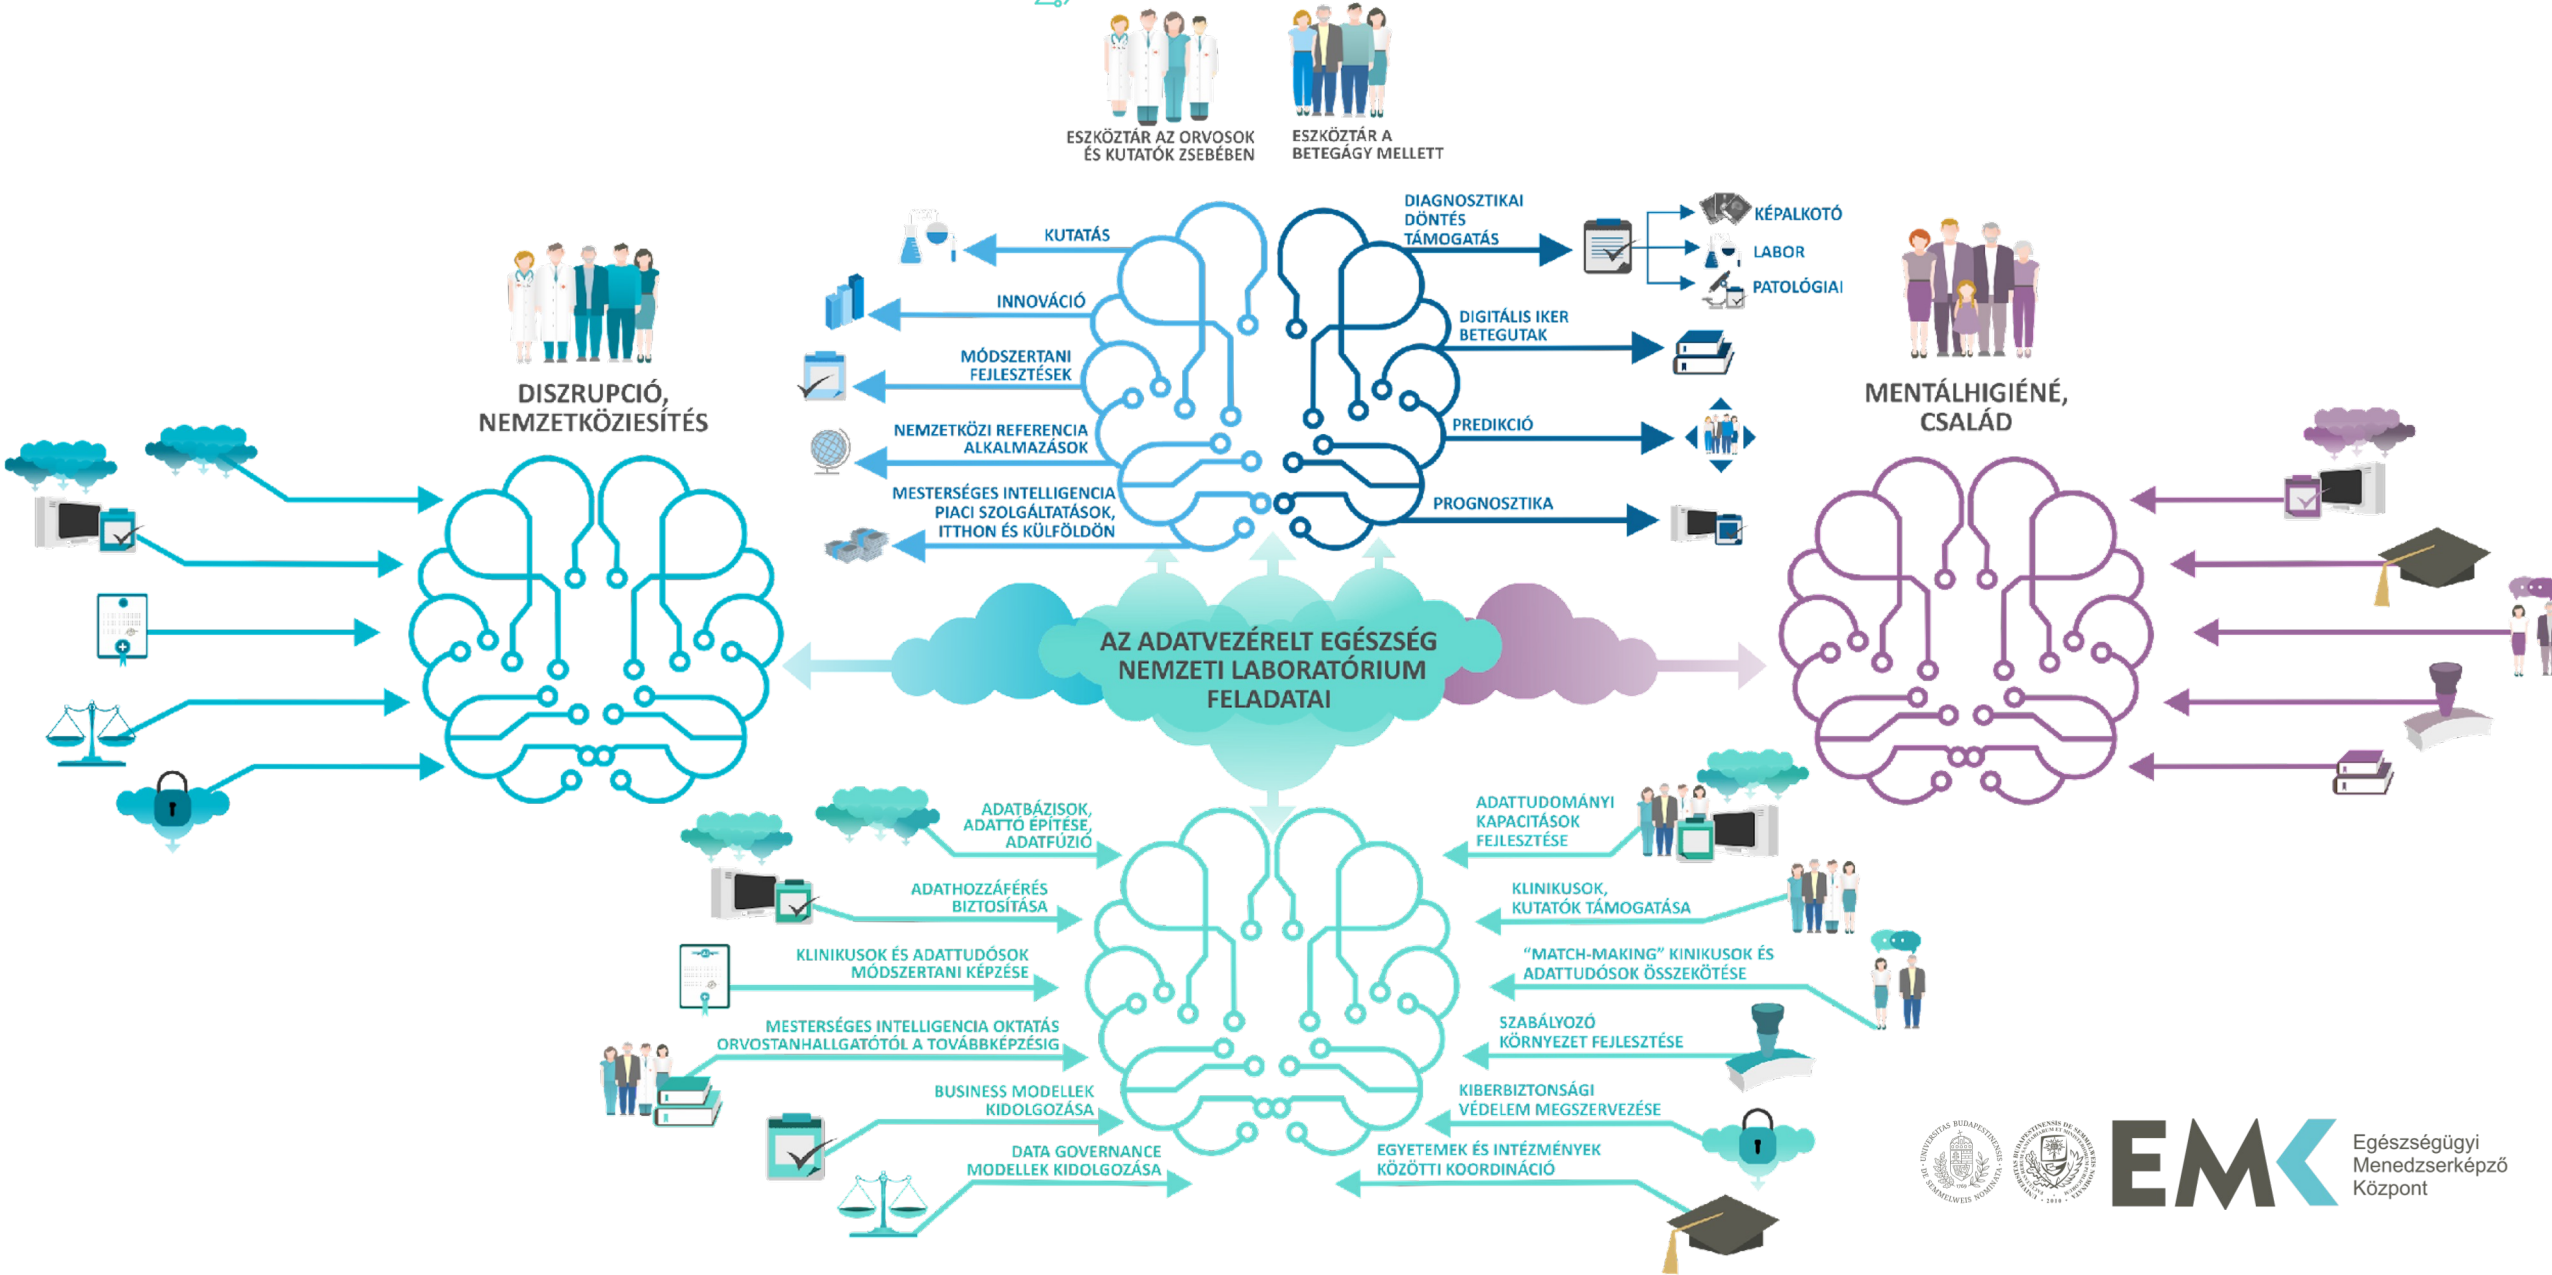 ESZKÖZTÁR AZ ORVOSOK
ÉS KUTATÓK ZSEBÉBEN
ESZKÖZTÁR A
BETEGÁGY MELLETT
KUTATÁS
INNOVÁCIÓ
MÓDSZERTANI
FEJLESZTÉSEK
NEMZETKÖZI REFERENCIA
ALKALMAZÁSOK
MESTERSÉGES INTELLIGENCIA
PIACI SZOLGÁLTATÁSOK,
ITTHON ÉS KÜLFÖLDÖN
DIAGNOSZTIKAI
DÖNTÉS
TÁMOGATÁS
KÉPALKOTÓ
LABOR
PATOLÓGIAI
DIGITÁLIS IKER
BETEGUTAK
PREDIKCIÓ
PROGNOSZTIKA
DISZRUPCIÓ,
NEMZETKÖZIESÍTÉS
MENTÁLHIGIÉNÉ,
CSALÁD
AZ ADATVEZÉRELT EGÉSZSÉG
NEMZETI LABORATÓRIUM
FELADATAI
ADATBÁZISOK,
ADATTÓ ÉPÍTÉSE,
ADATFÚZIÓ
ADATHOZZÁFÉRÉS
BIZTOSÍTÁSA
KLINIKUSOK ÉS ADATTUDÓSOK
MÓDSZERTANI KÉPZÉSE
MESTERSÉGES INTELLIGENCIA OKTATÁS
ORVOSTANHALLGATÓTÓL A TOVÁBBKÉPZÉSIG
BUSINESS MODELLEK
KIDOLGOZÁSA
DATA GOVERNANCE
MODELLEK KIDOLGOZÁSA
ADATTUDOMÁNYI
KAPACITÁSOK
FEJLESZTÉSE
KLINIKUSOK,
KUTATÓK TÁMOGATÁSA
“MATCH-MAKING” KINIKUSOK ÉS
ADATTUDÓSOK ÖSSZEKÖTÉSE
SZABÁLYOZÓ
KÖRNYEZET FEJLESZTÉSE
KIBERBIZTONSÁGI
VÉDELEM MEGSZERVEZÉSE
EGYETEMEK ÉS INTÉZMÉNYEK
KÖZÖTTI KOORDINÁCIÓ
EMK
Egészségügyi
Menedzserképző
Központ